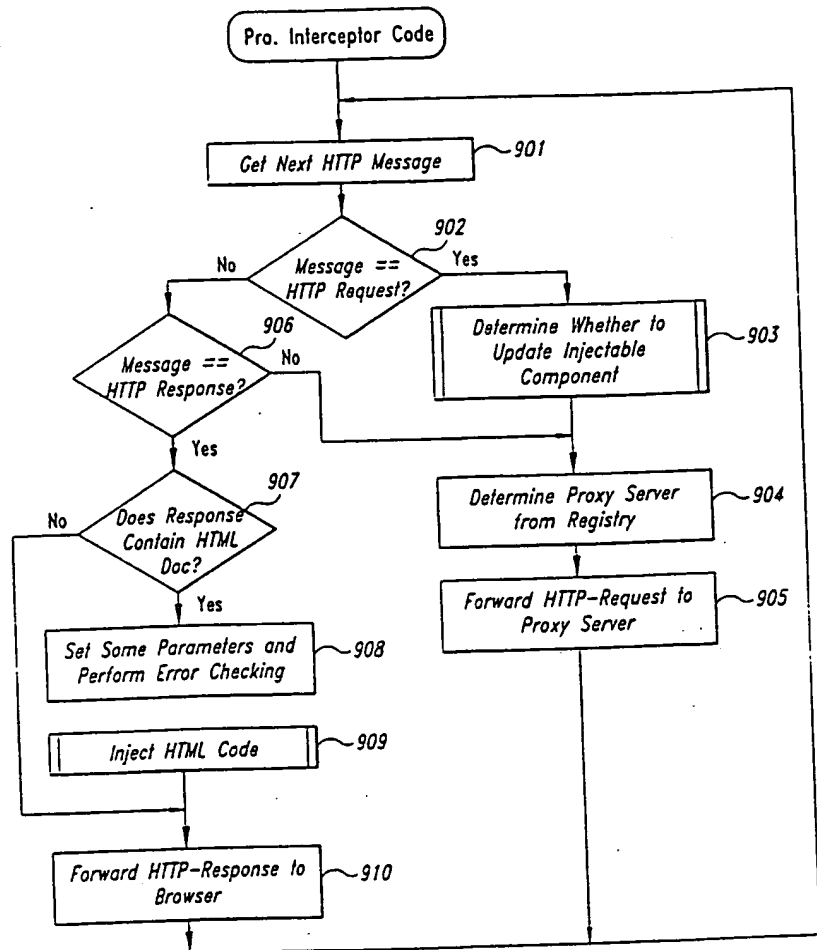 Pro. Interceptor Code
Get Next HTTP Message
901
902
Message ==
HTTP Request?
No
Yes
Determine Whether to
Update Injectable
Component
903
906
Message ==
HTTP Response?
No
Yes
907
Does Response
Contain HTML
Doc?
No
Yes
Determine Proxy Server
from Registry
904
Forward HTTP-Request to
Proxy Server
905
Set Some Parameters and
Perform Error Checking
908
Inject HTML Code
909
Forward HTTP-Response to
Browser
910